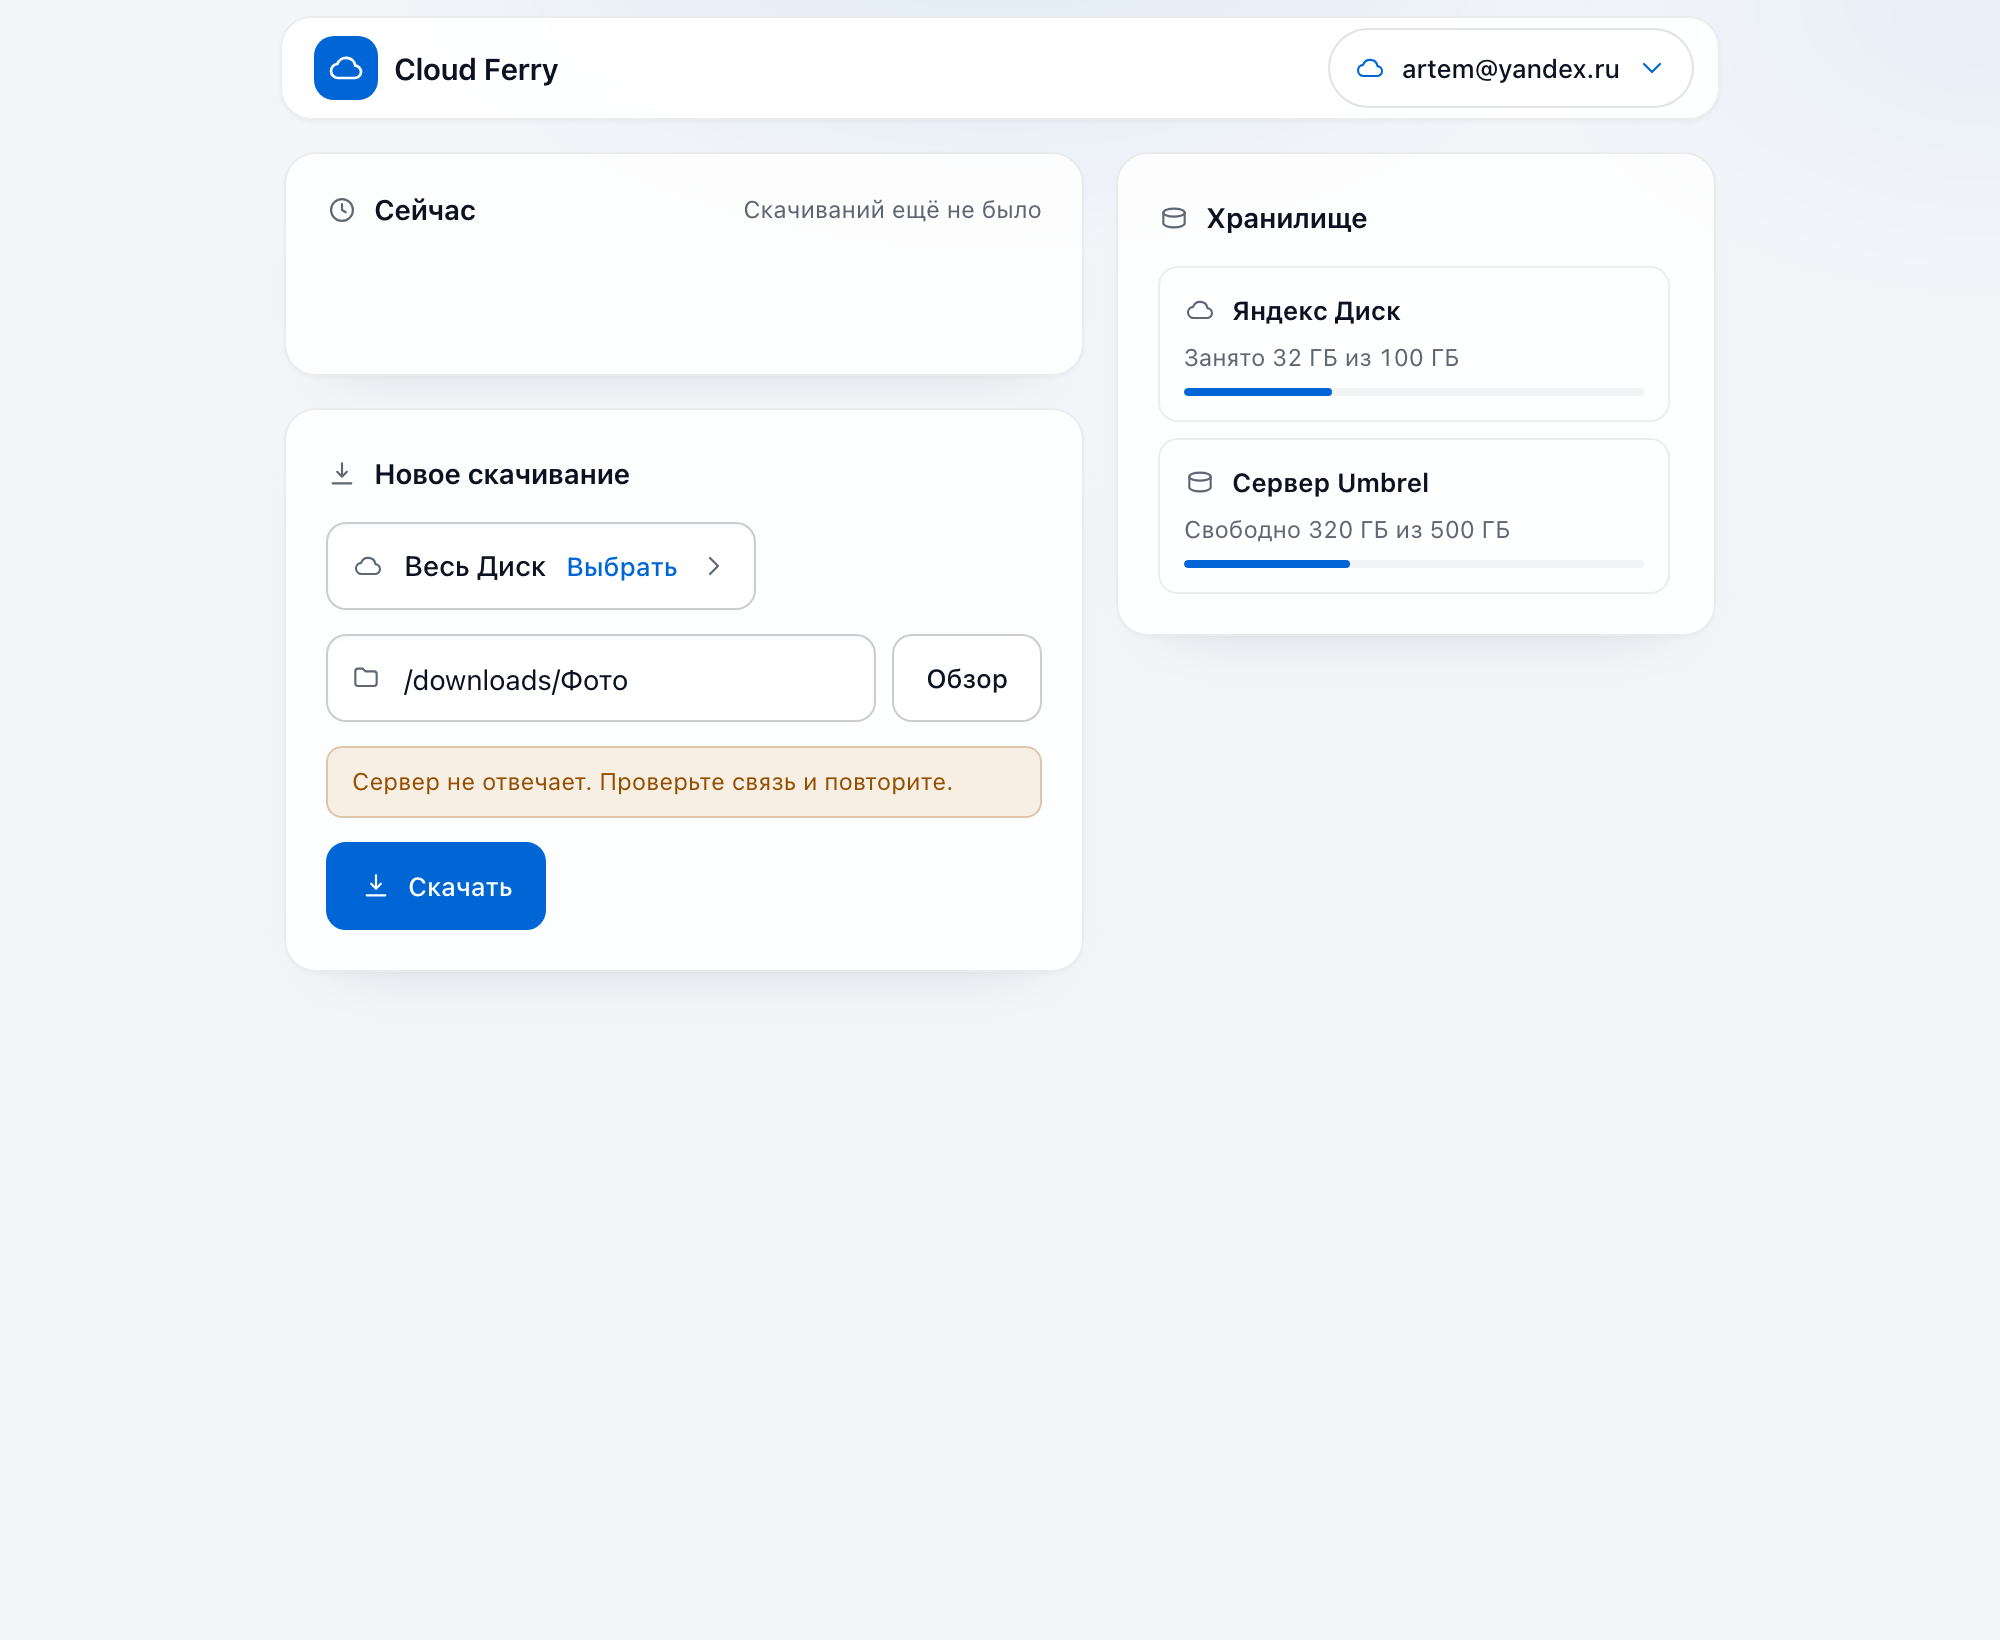 Cloud Ferry
artem@yandex.ru
Сейчас
Скачиваний ещё не было
Новое скачивание
Весь Диск Выбрать
/downloads/Фото
Обзор
Сервер не отвечает. Проверьте связь и повторите.
Скачать
Хранилище
Яндекс Диск
Занято 32 ГБ из 100 ГБ
Сервер Umbrel
Свободно 320 ГБ из 500 ГБ